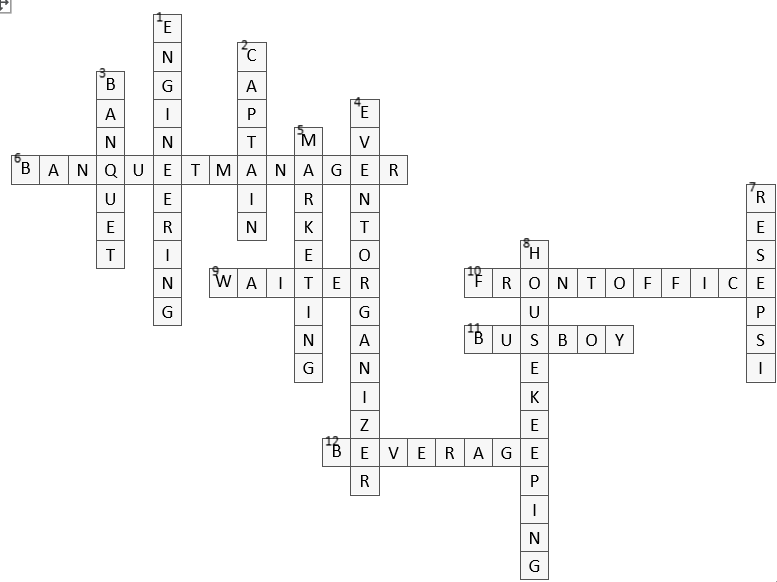 1 ENGINEERING
2 CAPTAIN
3 BANQUET
4 EVENTORGANIZER
5 MARKETING
6 BANQUETMANAGER
7 RESEPSI
8 HOUSEKEEPING
9 WAITER
10 FRONTOFFICE
11 BUSBOY
12 BEVERAGE